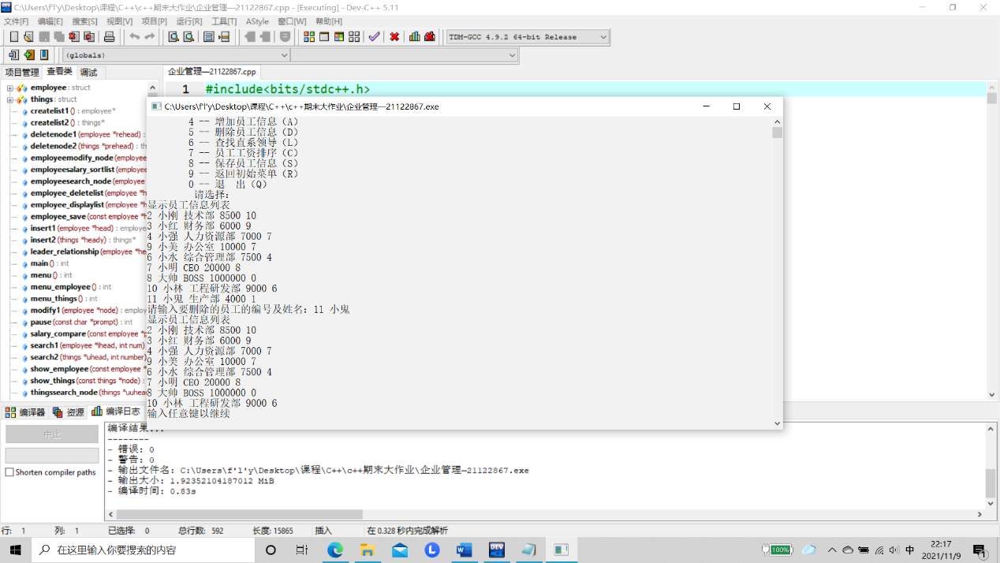 C:\Users\f'l'y\Desktop\课程\C++\c++期末大作业\企业管理—21122867.cpp - [Executing] - Dev-C++ 5.11
文件[F] 编辑[E] 搜索[S] 视图[V] 项目[P] 运行[R] 工具[T] AStyle 窗口[W] 帮助[H]
TDM-GCC 4.9.2 64-bit Release
(globals)
项目管理 查看类 调试
企业管理—21122867.cpp
1 #include<bits/stdc++.h>
employee : struct
things : struct
createlist1 () : employee*
createlist2 () : things*
deletenode1 (employee *rehead) :
deletenode2 (things *prehead) : th
employeemodify_node (employee
employeesalary_sortlist (employee
employeesearch_node (employee
employee_deletelist (employee *h
employee_displaylist (employee *h
employee_save (const employee *h
insert1 (employee *head) : employe
insert2 (things *heady) : things*
leader_relationship (employee *he
main () : int
menu () : int
menu_employee () : int
menu_things () : int
modify1 (employee *node) : employ
pause (const char *prompt) : int
salary_compare (const employee *p
search1 (employee *lhead, int num)
search2 (things *uhead, int number)
show_employee (const employee *
show_things (const things *node) :
thingssearch_node (things *uuhead
C:\Users\f'l'y\Desktop\课程\C++\c++期末大作业\企业管理—21122867.exe
4 -- 增加员工信息（A）
5 -- 删除员工信息（D）
6 -- 查找直系领导（L）
7 -- 员工工资排序（C）
8 -- 保存员工信息（S）
9 -- 返回初始菜单（R）
0 -- 退 出（Q）
请选择：
显示员工信息列表
2 小刚 技术部 8500 10
3 小红 财务部 6000 9
4 小强 人力资源部 7000 7
9 小美 办公室 10000 7
6 小水 综合管理部 7500 4
7 小明 CEO 20000 8
8 大帅 BOSS 1000000 0
10 小林 工程研发部 9000 6
11 小鬼 生产部 4000 1
请输入要删除的员工的编号及姓名：11 小鬼
显示员工信息列表
2 小刚 技术部 8500 10
3 小红 财务部 6000 9
4 小强 人力资源部 7000 7
9 小美 办公室 10000 7
6 小水 综合管理部 7500 4
7 小明 CEO 20000 8
8 大帅 BOSS 1000000 0
10 小林 工程研发部 9000 6
输入任意键以继续
编译器 资源 编译日志
中止
Shorten compiler paths
编译结果...
--------
- 错误: 0
- 警告: 0
- 输出文件名: C:\Users\f'l'y\Desktop\课程\C++\c++期末大作业\企业管理—21122867.exe
- 输出大小: 1.92352104187012 MiB
- 编译时间: 0.83s
行: 1 列: 1 已选择: 0 总行数: 592 长度: 15865 插入 在 0.328 秒内完成解析
在这里输入你要搜索的内容
100%
中
22:17
2021/11/9
1